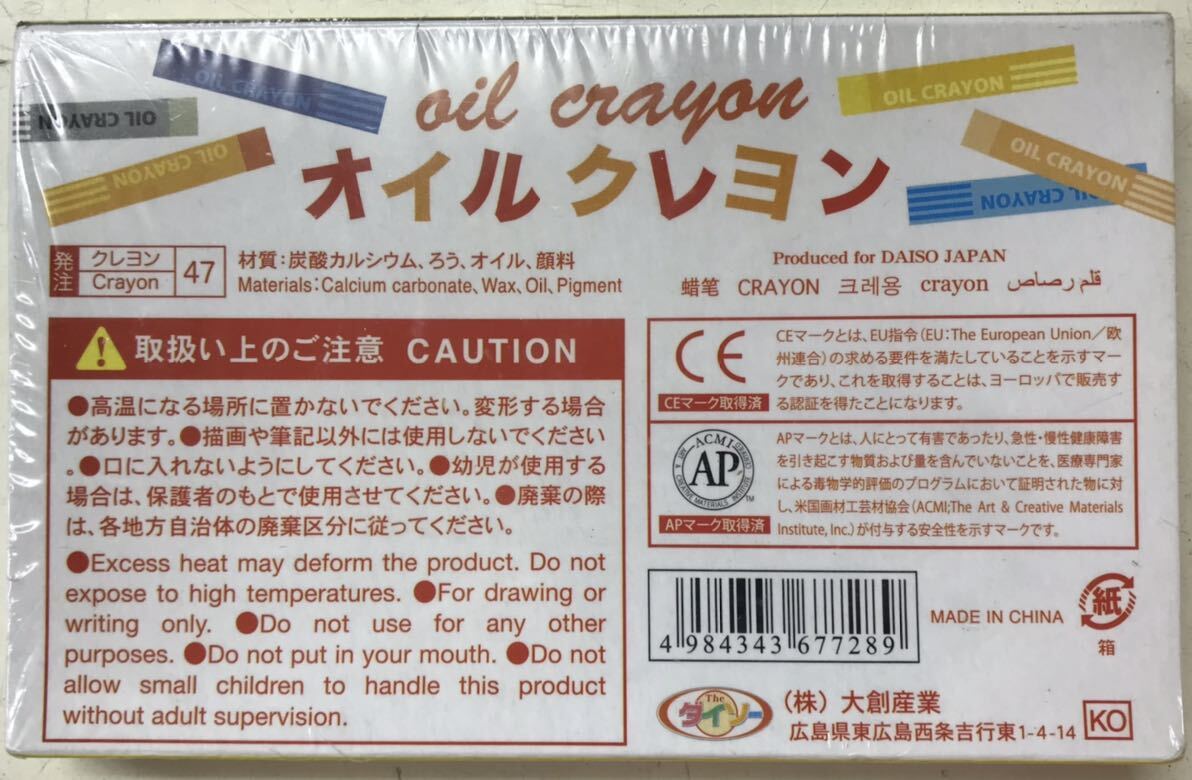 OIL CRAYON
OIL CRAYON
OIL CRAYON
oil crayon
オイルクレヨン
OIL CRAYON
OIL CRAYON
OIL CRAYON
発注 クレヨン Crayon 47
材質:炭酸カルシウム、ろう、オイル、顔料
Materials:Calcium carbonate、Wax、Oil、Pigment
Produced for DAISO JAPAN
蜡笔 CRAYON 크레용 crayon قلم رصاص
取扱い上のご注意 CAUTION
●高温になる場所に置かないでください。変形する場合
があります。●描画や筆記以外には使用しないでください
。●口に入れないようにしてください。●幼児が使用する
場合は、保護者のもとで使用させてください。●廃棄の際
は、各地方自治体の廃棄区分に従ってください。
●Excess heat may deform the product. Do not
expose to high temperatures. ●For drawing or
writing only. ●Do not use for any other
purposes. ●Do not put in your mouth. ●Do not
allow small children to handle this product
without adult supervision.
CE
CEマーク取得済
CEマークとは、EU指令(EU:The European Union/欧
州連合)の求める要件を満たしていることを示すマー
クであり、これを取得することは、ヨーロッパで販売す
る認証を得たことになります。
ACMI
AP
CREATIVE MATERIALS INSTITUTE
TM
APマーク取得済
APマークとは、人にとって有害であったり、急性・慢性健康障害
を引き起こす物質および量を含んでいないことを、医療専門家
による毒物学的評価のプログラムにおいて証明された物に対
し、米国画材工芸材協会(ACMI;The Art & Creative Materials
Institute, Inc.)が付与する安全性を示すマークです。
4 984343 677289
MADE IN CHINA
紙
箱
The
ダイソー
(株) 大創産業
広島県東広島西条吉行東1-4-14
KO